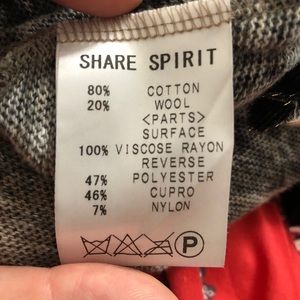 SHARE SPIRIT
80% COTTON
20% WOOL
<PARTS>
SURFACE
100% VISCOSE RAYON
REVERSE
47% POLYESTER
46% CUPRO
7% NYLON
P